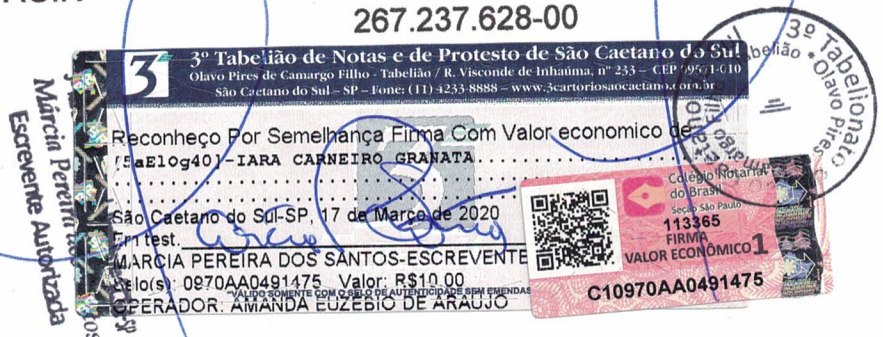 267.237.628-00
3
3º Tabelião de Notas e de Protesto de São Caetano do Sul
Olavo Pires de Camargo Filho - Tabelião / R. Visconde de Inhaúma, nº 233 - CEP 09571-010
São Caetano do Sul - SP - Fone: (11) 4233-8888 - www.3cartoriosaocaetano.com.br
Reconheço Por Semelhança Firma Com Valor economico de
[5aElog40]-IARA CARNEIRO GRANATA
São Caetano do Sul-SP, 17 de Março de 2020
Em test.
MARCIA PEREIRA DOS SANTOS-ESCREVENTE
Selo(s): 0970AA0491475 Valor: R$10.00
"VÁLIDO SOMENTE COM O SELO DE AUTENTICIDADE SEM EMENDAS
OPERADOR: AMANDA EUZEBIO DE ARAUJO
Colégio Notarial
do Brasil
Seção São Paulo
113365
FIRMA
VALOR ECONÔMICO 1
C10970AA0491475
3º Tabelionato
Tabelião * Olavo Pires
Márcia Pereira
Escrevente Autorizada